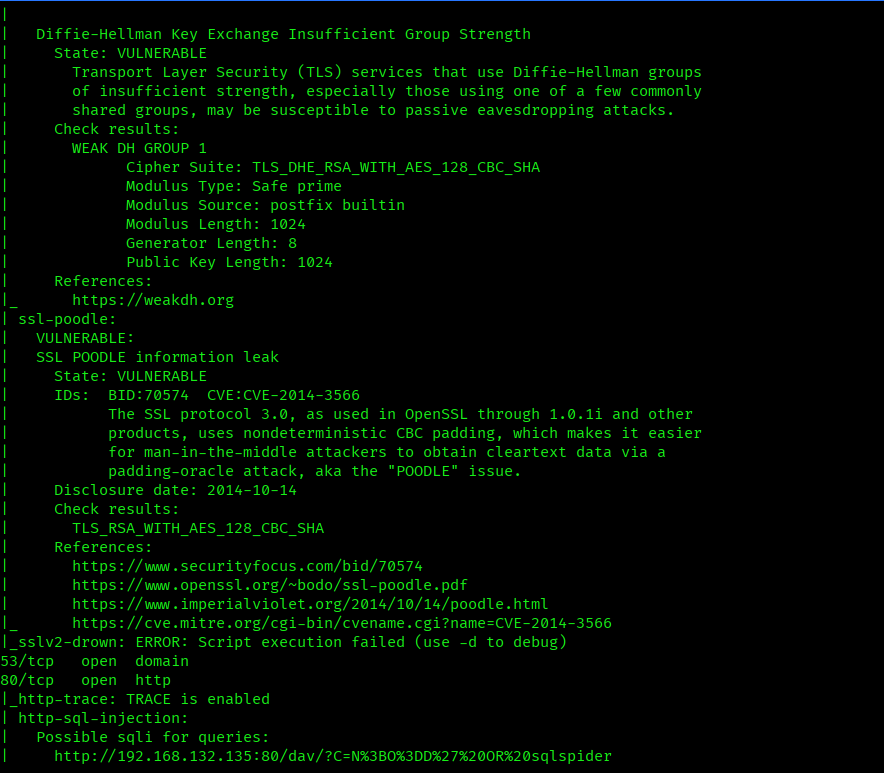 |
|   Diffie-Hellman Key Exchange Insufficient Group Strength
|     State: VULNERABLE
|       Transport Layer Security (TLS) services that use Diffie-Hellman groups
|       of insufficient strength, especially those using one of a few commonly
|       shared groups, may be susceptible to passive eavesdropping attacks.
|     Check results:
|       WEAK DH GROUP 1
|             Cipher Suite: TLS_DHE_RSA_WITH_AES_128_CBC_SHA
|             Modulus Type: Safe prime
|             Modulus Source: postfix builtin
|             Modulus Length: 1024
|             Generator Length: 8
|             Public Key Length: 1024
|     References:
|_      https://weakdh.org
| ssl-poodle:
|   VULNERABLE:
|   SSL POODLE information leak
|     State: VULNERABLE
|     IDs:  BID:70574  CVE:CVE-2014-3566
|           The SSL protocol 3.0, as used in OpenSSL through 1.0.1i and other
|           products, uses nondeterministic CBC padding, which makes it easier
|           for man-in-the-middle attackers to obtain cleartext data via a
|           padding-oracle attack, aka the "POODLE" issue.
|     Disclosure date: 2014-10-14
|     Check results:
|       TLS_RSA_WITH_AES_128_CBC_SHA
|     References:
|       https://www.securityfocus.com/bid/70574
|       https://www.openssl.org/~bodo/ssl-poodle.pdf
|       https://www.imperialviolet.org/2014/10/14/poodle.html
|_      https://cve.mitre.org/cgi-bin/cvename.cgi?name=CVE-2014-3566
|_sslv2-drown: ERROR: Script execution failed (use -d to debug)
53/tcp   open  domain
80/tcp   open  http
|_http-trace: TRACE is enabled
| http-sql-injection:
|   Possible sqli for queries:
|     http://192.168.132.135:80/dav/?C=N%3BO%3DD%27%20OR%20sqlspider